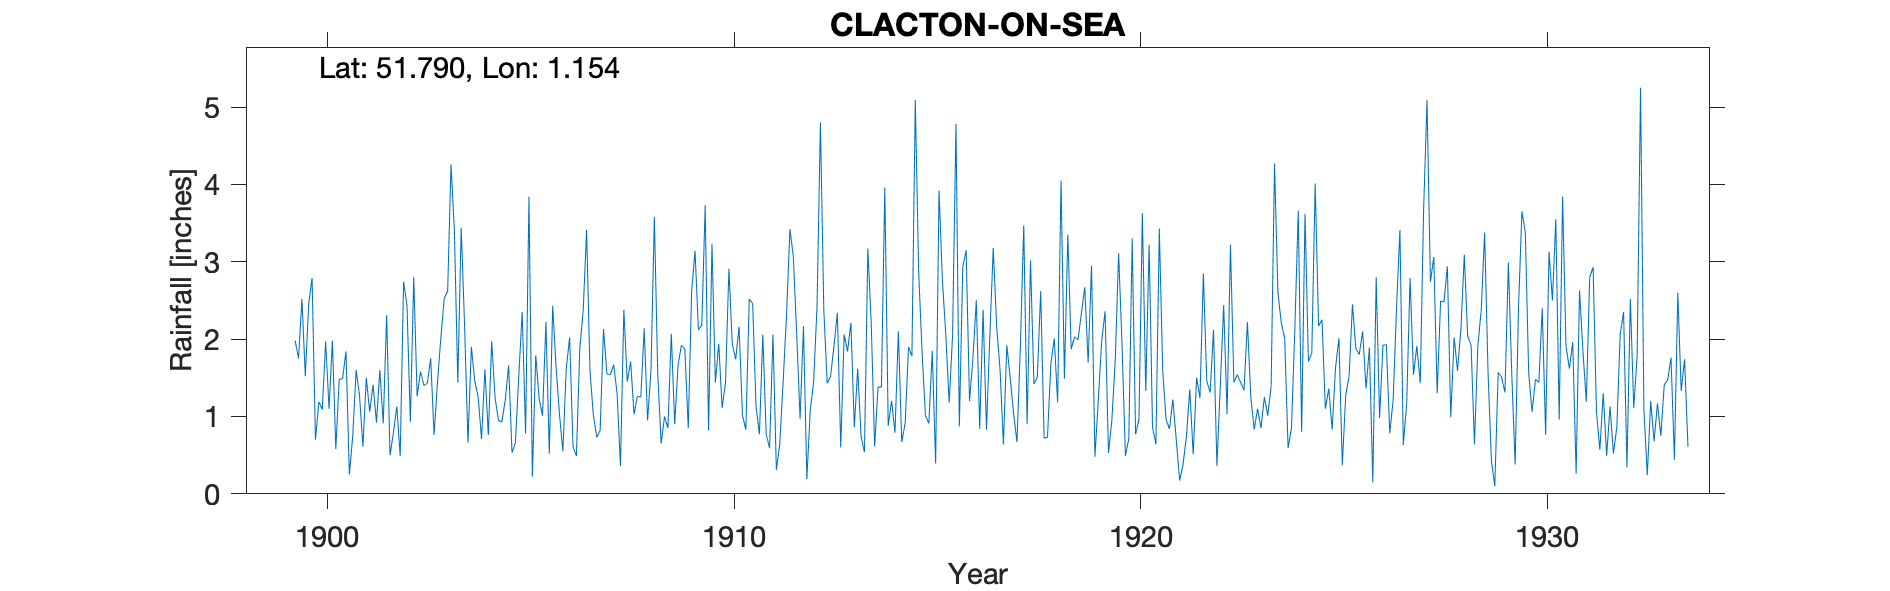 CLACTON-ON-SEA
Lat: 51.790, Lon: 1.154
5
4
3
2
1
0
Rainfall [inches]
1900 1910 1920 1930
Year